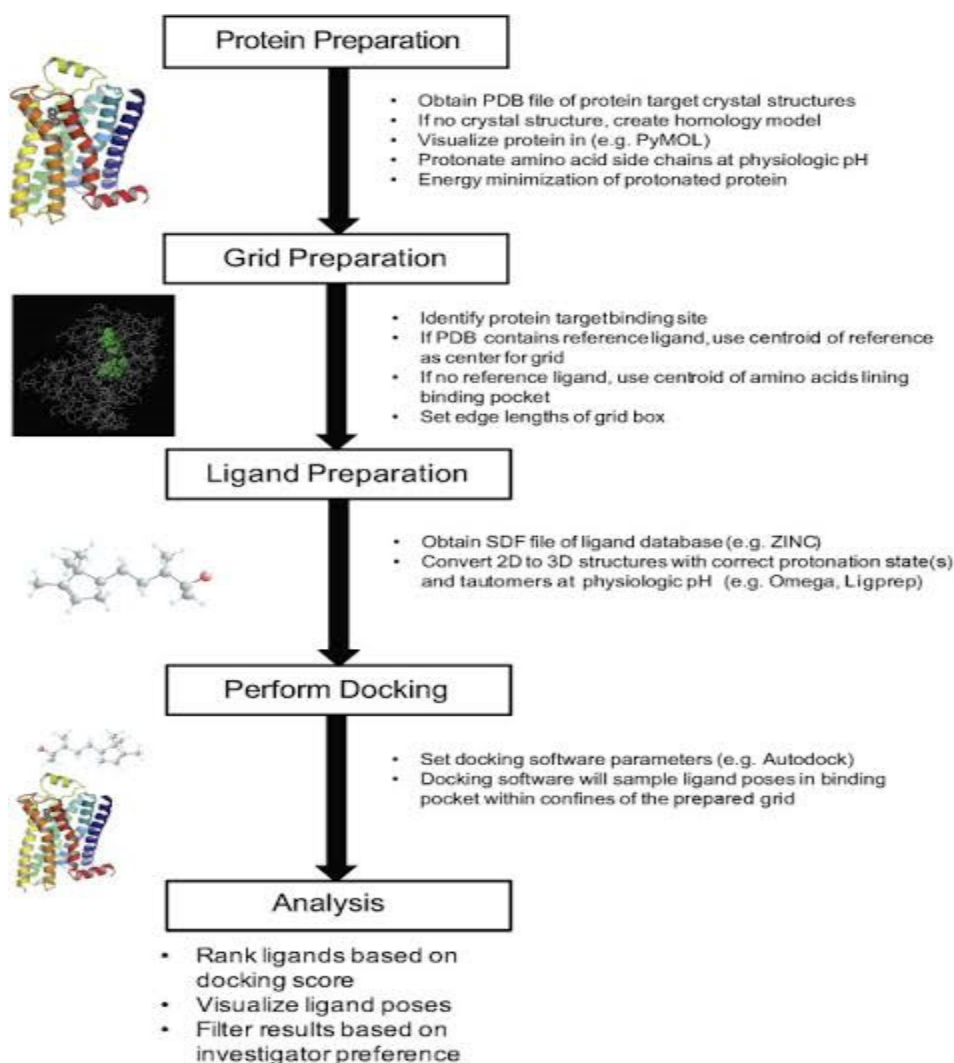 Protein Preparation
• Obtain PDB file of protein target crystal structures
• If no crystal structure, create homology model
• Visualize protein in (e.g. PyMOL)
• Protonate amino acid side chains at physiologic pH
• Energy minimization of protonated protein
Grid Preparation
• Identify protein target binding site
• If PDB contains reference ligand, use centroid of reference
as center for grid
• If no reference ligand, use centroid of amino acids lining
binding pocket
• Set edge lengths of grid box
Ligand Preparation
• Obtain SDF file of ligand database (e.g. ZINC)
• Convert 2D to 3D structures with correct protonation state(s)
and tautomers at physiologic pH (e.g. Omega, Ligprep)
Perform Docking
• Set docking software parameters (e.g. Autodock)
• Docking software will sample ligand poses in binding
pocket within confines of the prepared grid
Analysis
• Rank ligands based on
docking score
• Visualize ligand poses
• Filter results based on
investigator preference